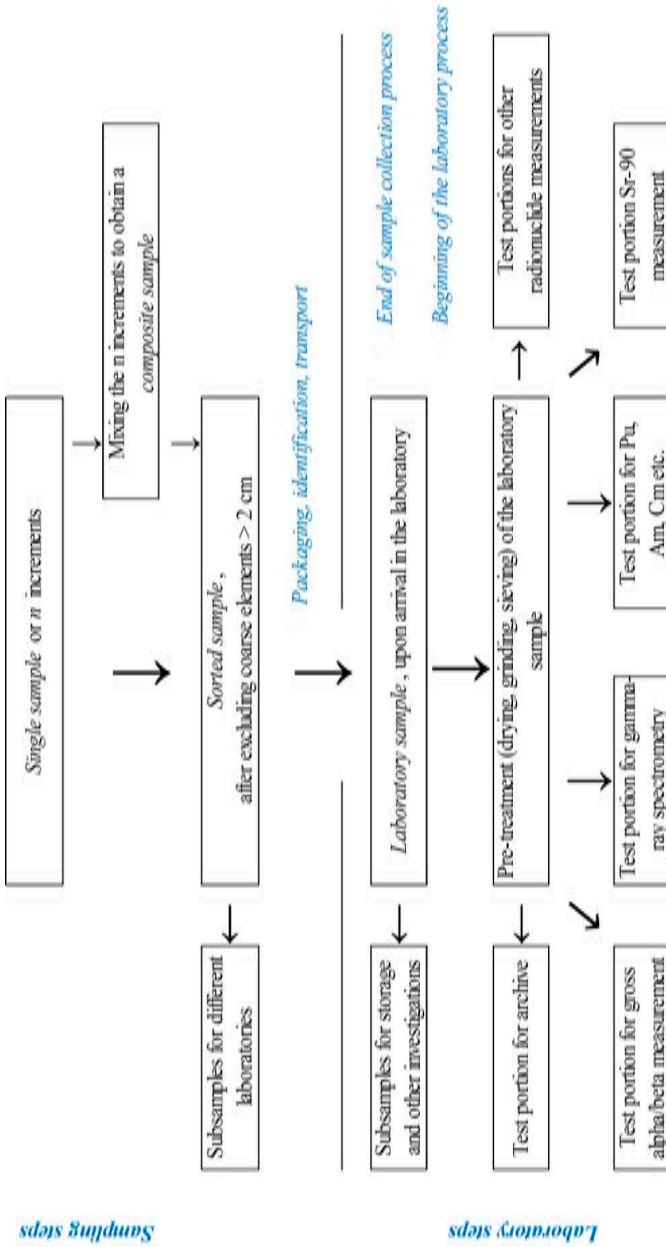 Sampling steps
Single sample or n increments
Mixing the n increments to obtain a
composite sample
Subsamples for different
laboratories
Sorted sample ,
after excluding coarse elements > 2 cm
Packaging, identification, transport
End of sample collection process
Beginning of the laboratory process
Laboratory steps
Subsamples for storage
and other investigations
Laboratory sample , upon arrival in the laboratory
Test portion for archive
Pre-treatment (drying, grinding, sieving) of the laboratory
sample
Test portions for other
radionuclide measurements
Test portion for gross
alpha/beta measurement
Test portion for gamma-
ray spectrometry
Test portion for Pu,
Am, Cm etc.
Test portion Sr-90
measurement